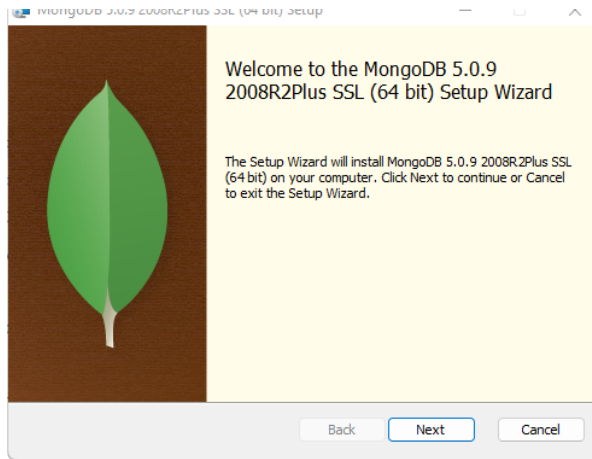 MongoDB 5.0.9 2008R2Plus SSL (64 bit) Setup
Welcome to the MongoDB 5.0.9
2008R2Plus SSL (64 bit) Setup Wizard
The Setup Wizard will install MongoDB 5.0.9 2008R2Plus SSL
(64 bit) on your computer. Click Next to continue or Cancel
to exit the Setup Wizard.
Back Next Cancel